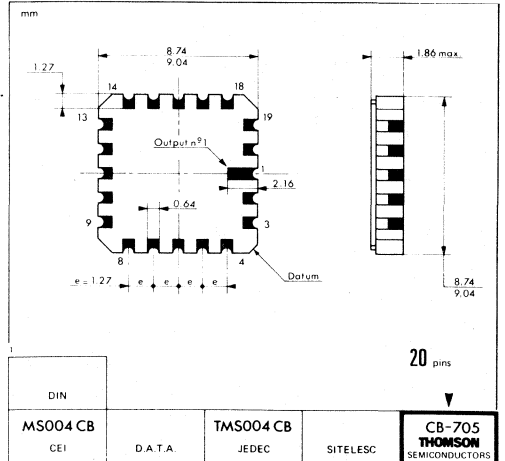 mm
8.74
9.04
1.86 max.
1.27
14
18
13
19
Output nº1
1
2.16
0.64
9
3
8
4
e = 1.27
e
e
e
Datum
8.74
9.04
20 pins
DIN
MS004 CB
CEI
D.A.T.A.
TMS004 CB
JEDEC
SITELESC
CB-705
THOMSON
SEMICONDUCTORS